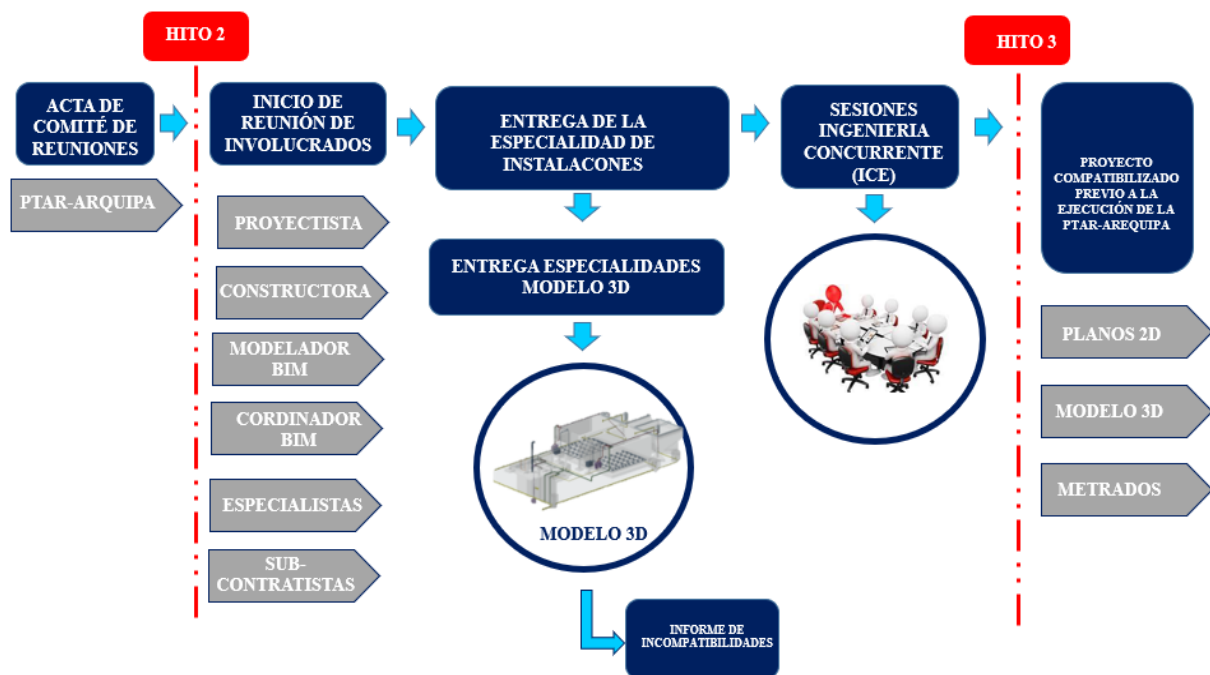 HITO 2
HITO 3
ACTA DE
COMITÉ DE
REUNIONES
PTAR-ARQUIPA
INICIO DE
REUNIÓN DE
INVOLUCRADOS
PROYECTISTA
CONSTRUCTORA
MODELADOR
BIM
CORDINADOR
BIM
ESPECIALISTAS
SUB-
CONTRATISTAS
ENTREGA DE LA
ESPECIALIDAD DE
INSTALACONES
ENTREGA ESPECIALIDADES
MODELO 3D
MODELO 3D
INFORME DE
INCOMPATIBILIDADES
SESIONES
INGENIERIA
CONCURRENTE
(ICE)
PROYECTO
COMPATIBILIZADO
PREVIO A LA
EJECUCIÓN DE LA
PTAR-AREQUIPA
PLANOS 2D
MODELO 3D
METRADOS